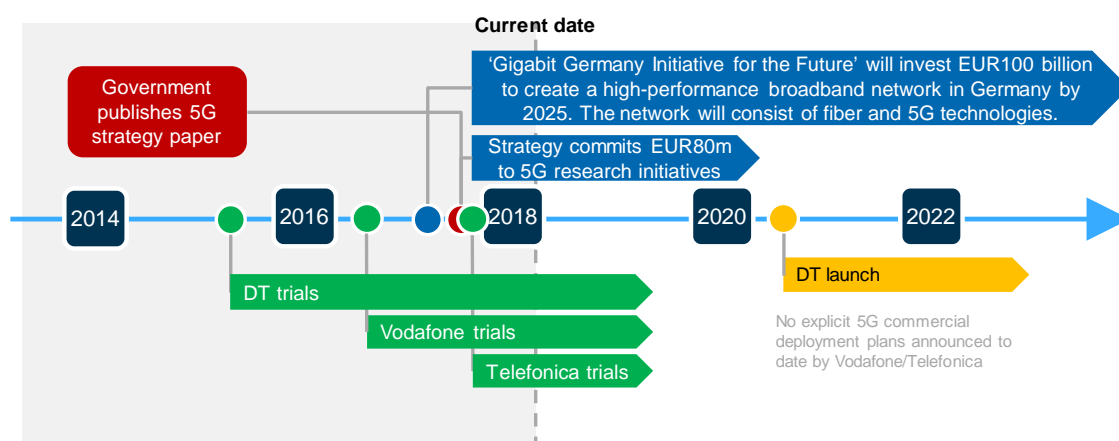 Current date
‘Gigabit Germany Initiative for the Future’ will invest EUR100 billion
to create a high-performance broadband network in Germany by
2025. The network will consist of fiber and 5G technologies.
Government
publishes 5G
strategy paper
Strategy commits EUR80m
to 5G research initiatives
2014
2016
2018
2020
2022
DT trials
DT launch
Vodafone trials
No explicit 5G commercial
deployment plans announced to
date by Vodafone/Telefonica
Telefonica trials